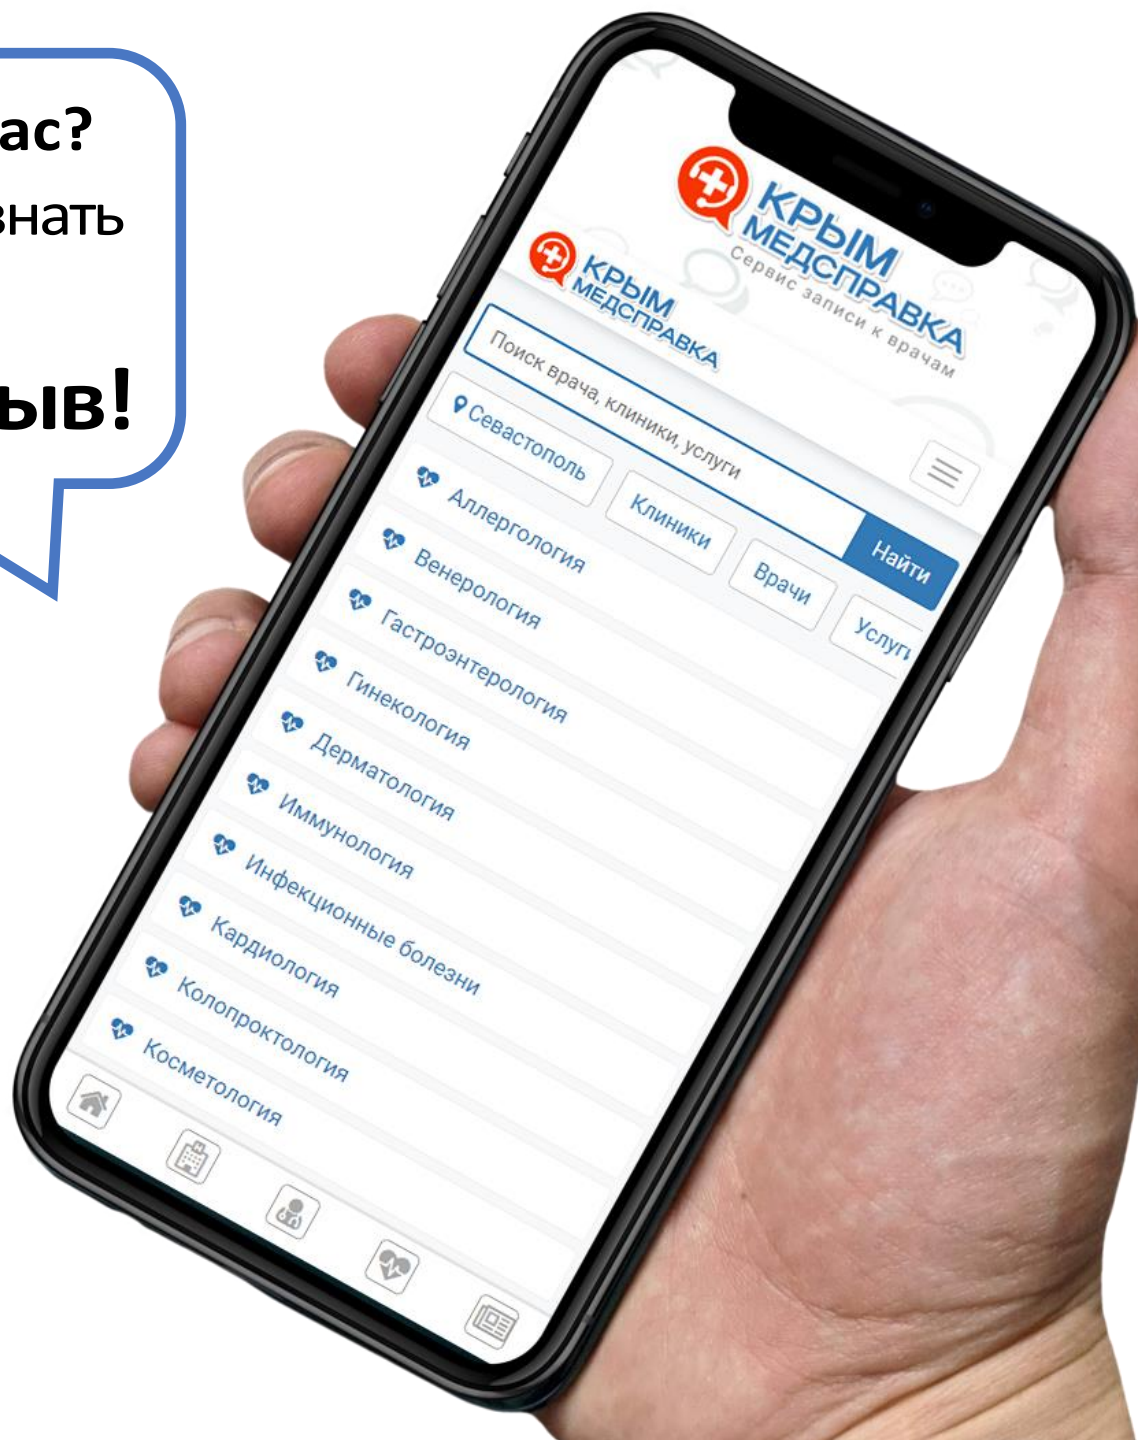 ас?
знать
ыв!
КРЫМ
МЕДСПРАВКА
Сервис записи к врачам
КРЫМ
МЕДСПРАВКА
Поиск врача, клиники, услуги
Найти
Севастополь
Клиники
Врачи
Услуги
Аллергология
Венерология
Гастроэнтерология
Гинекология
Дерматология
Иммунология
Инфекционные болезни
Кардиология
Колопроктология
Косметология